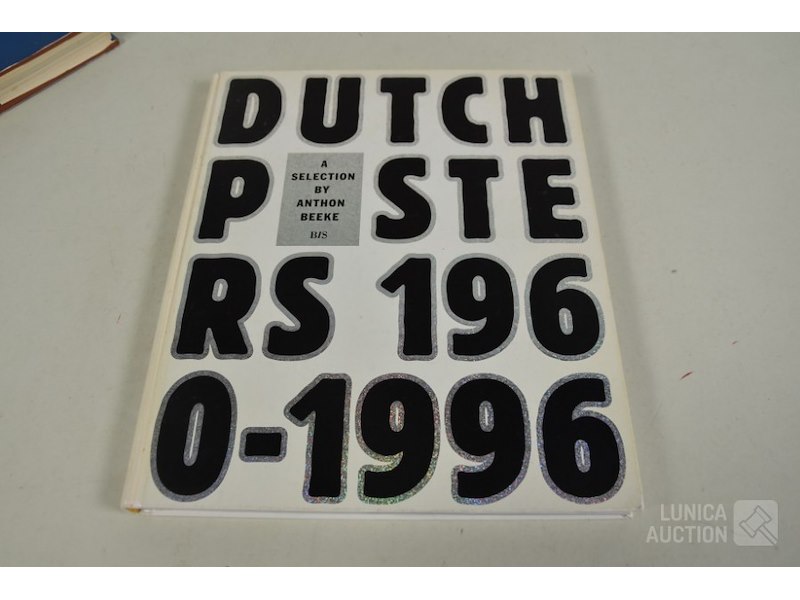 DUTCH
P STE
A
SELECTION
BY
ANTHON
BEEKE
BIS
RS 196
0-1996
LUNICA
AUCTION